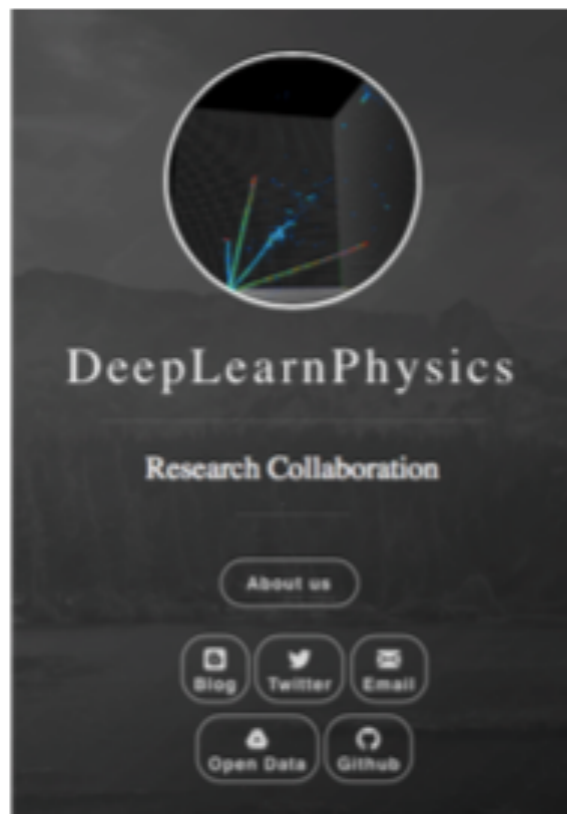 DeepLearnPhysics
Research Collaboration
About us
Blog Twitter Email
Open Data Github